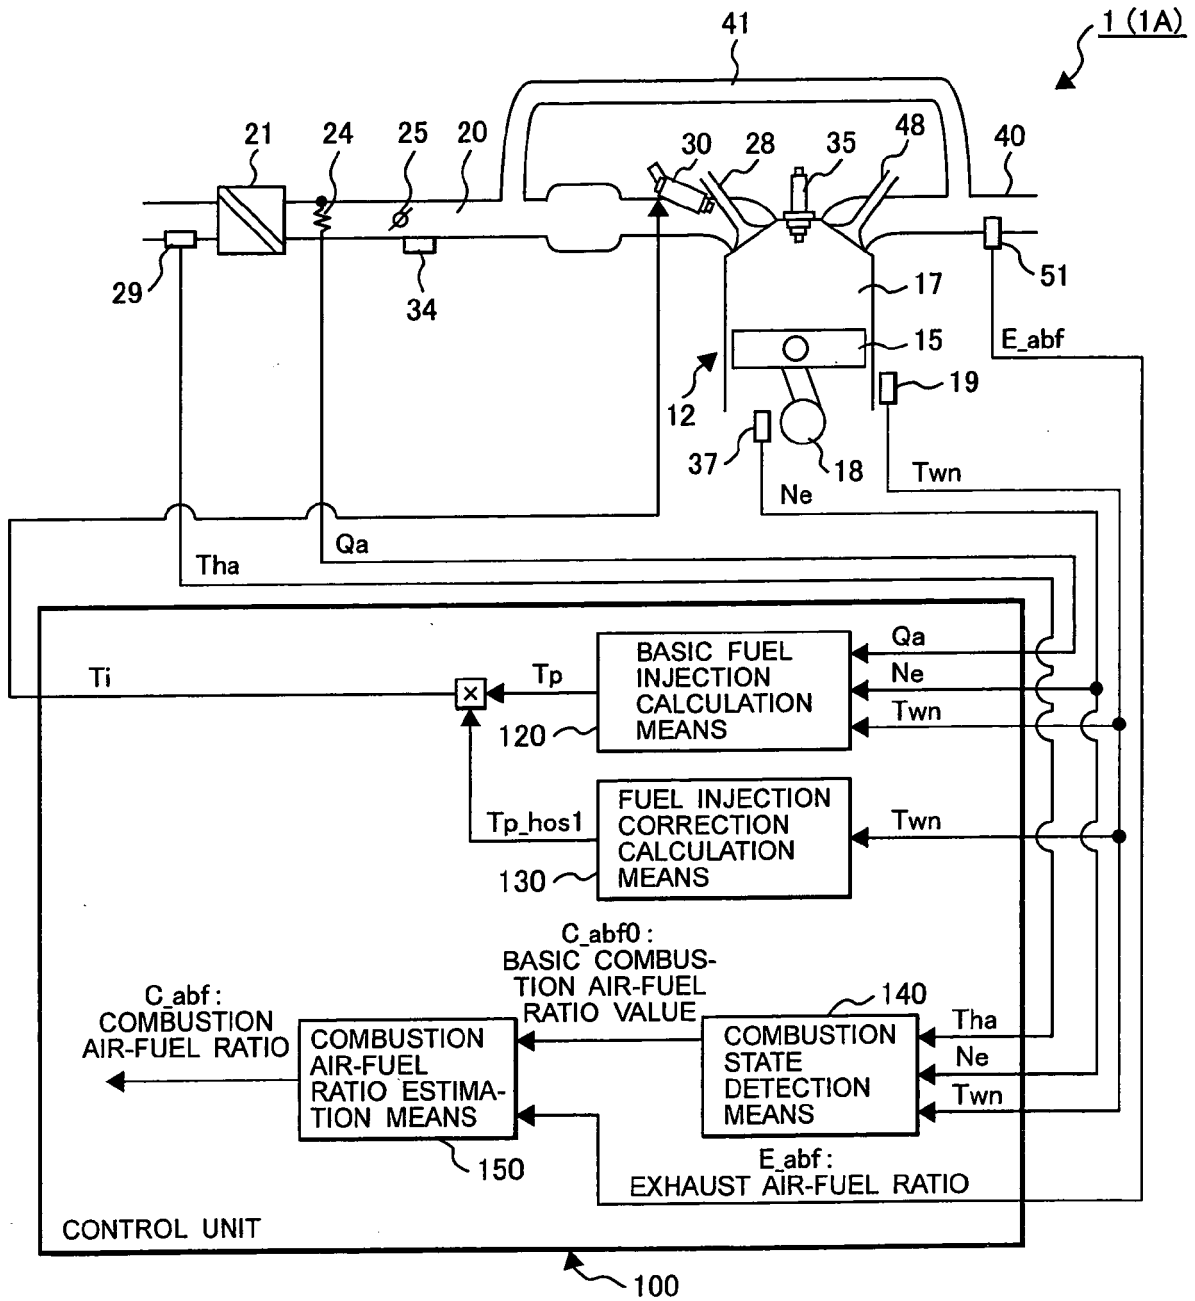 1 (1A)
41
21
24
25
20
30
28
35
48
40
29
34
17
51
15
E_abf
19
12
37
18
Twn
Ne
Qa
Tha
Qa
BASIC FUEL
INJECTION
CALCULATION
MEANS
Ne
Ti
×
Tp
Twn
120
FUEL INJECTION
CORRECTION
CALCULATION
MEANS
Tp_hos1
Twn
130
C_abf0 :
BASIC COMBUS-
TION AIR-FUEL
RATIO VALUE
C_abf :
COMBUSTION
AIR-FUEL RATIO
140
COMBUSTION
AIR-FUEL
RATIO ESTIMA-
TION MEANS
COMBUSTION
STATE
DETECTION
MEANS
Tha
Ne
Twn
150
E_abf :
EXHAUST AIR-FUEL RATIO
CONTROL UNIT
100